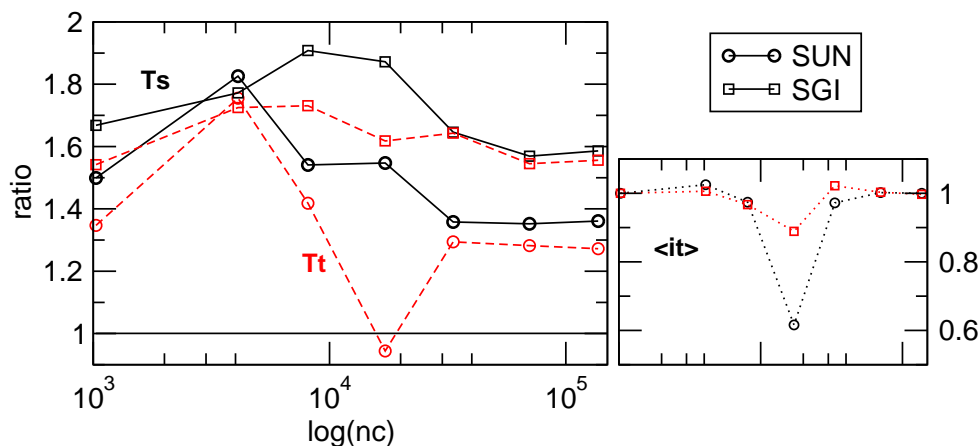 2
1.8
1.6
1.4
1.2
1
ratio
Ts
Tt
10³
10⁴
10⁵
log(nc)
SUN
SGI
<it>
1
0.8
0.6